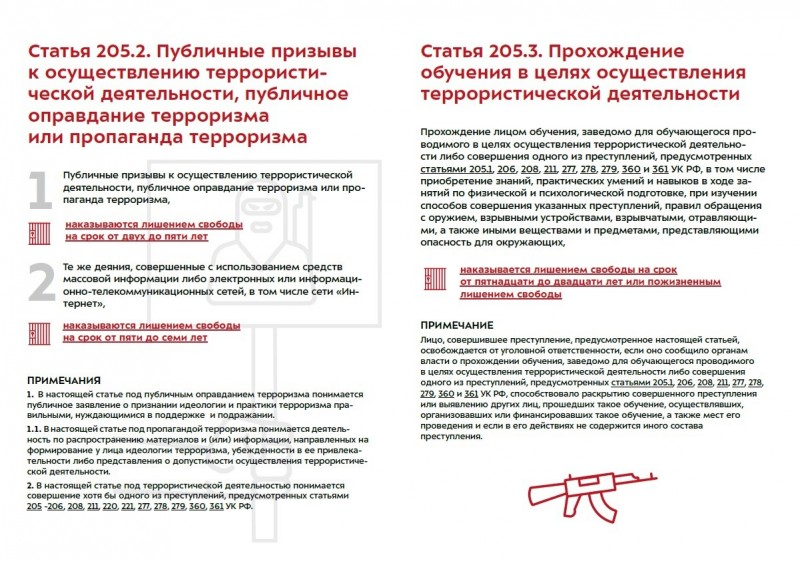 Статья 205.2. Публичные призывы
к осуществлению террористи-
ческой деятельности, публичное
оправдание терроризма
или пропаганда терроризма
1
Публичные призывы к осуществлению террористической
деятельности, публичное оправдание терроризма или про-
паганда терроризма,
наказываются лишением свободы
на срок от двух до пяти лет
2
Те же деяния, совершенные с использованием средств
массовой информации либо электронных или информаци-
онно-телекоммуникационных сетей, в том числе сети «Ин-
тернет»,
наказываются лишением свободы
на срок от пяти до семи лет
ПРИМЕЧАНИЯ
1. В настоящей статье под публичным оправданием терроризма понимается
публичное заявление о признании идеологии и практики терроризма пра-
вильными, нуждающимися в поддержке и подражании.
1.1. В настоящей статье под пропагандой терроризма понимается деятель-
ность по распространению материалов и (или) информации, направленных на
формирование у лица идеологии терроризма, убежденности в ее привлека-
тельности либо представления о допустимости осуществления террористиче-
ской деятельности.
2. В настоящей статье под террористической деятельностью понимается
совершение хотя бы одного из преступлений, предусмотренных статьями
205 -206, 208, 211, 220, 221, 277, 278, 279, 360, 361 УК РФ.
Статья 205.3. Прохождение
обучения в целях осуществления
террористической деятельности
Прохождение лицом обучения, заведомо для обучающегося про-
водимого в целях осуществления террористической деятельно-
сти либо совершения одного из преступлений, предусмотренных
статьями 205.1, 206, 208, 211, 277, 278, 279, 360 и 361 УК РФ, в том числе
приобретение знаний, практических умений и навыков в ходе за-
нятий по физической и психологической подготовке, при изучении
способов совершения указанных преступлений, правил обращения
с оружием, взрывными устройствами, взрывчатыми, отравляющи-
ми, а также иными веществами и предметами, представляющими
опасность для окружающих,
наказывается лишением свободы на срок
от пятнадцати до двадцати лет или пожизненным
лишением свободы
ПРИМЕЧАНИЕ
Лицо, совершившее преступление, предусмотренное настоящей статьей,
освобождается от уголовной ответственности, если оно сообщило органам
власти о прохождении обучения, заведомо для обучающегося проводимого
в целях осуществления террористической деятельности либо совершения
одного из преступлений, предусмотренных статьями 205.1, 206, 208, 211, 277, 278,
279, 360 и 361 УК РФ, способствовало раскрытию совершенного преступления
или выявлению других лиц, прошедших такое обучение, осуществлявших,
организовавших или финансировавших такое обучение, а также мест его
проведения и если в его действиях не содержится иного состава
преступления.